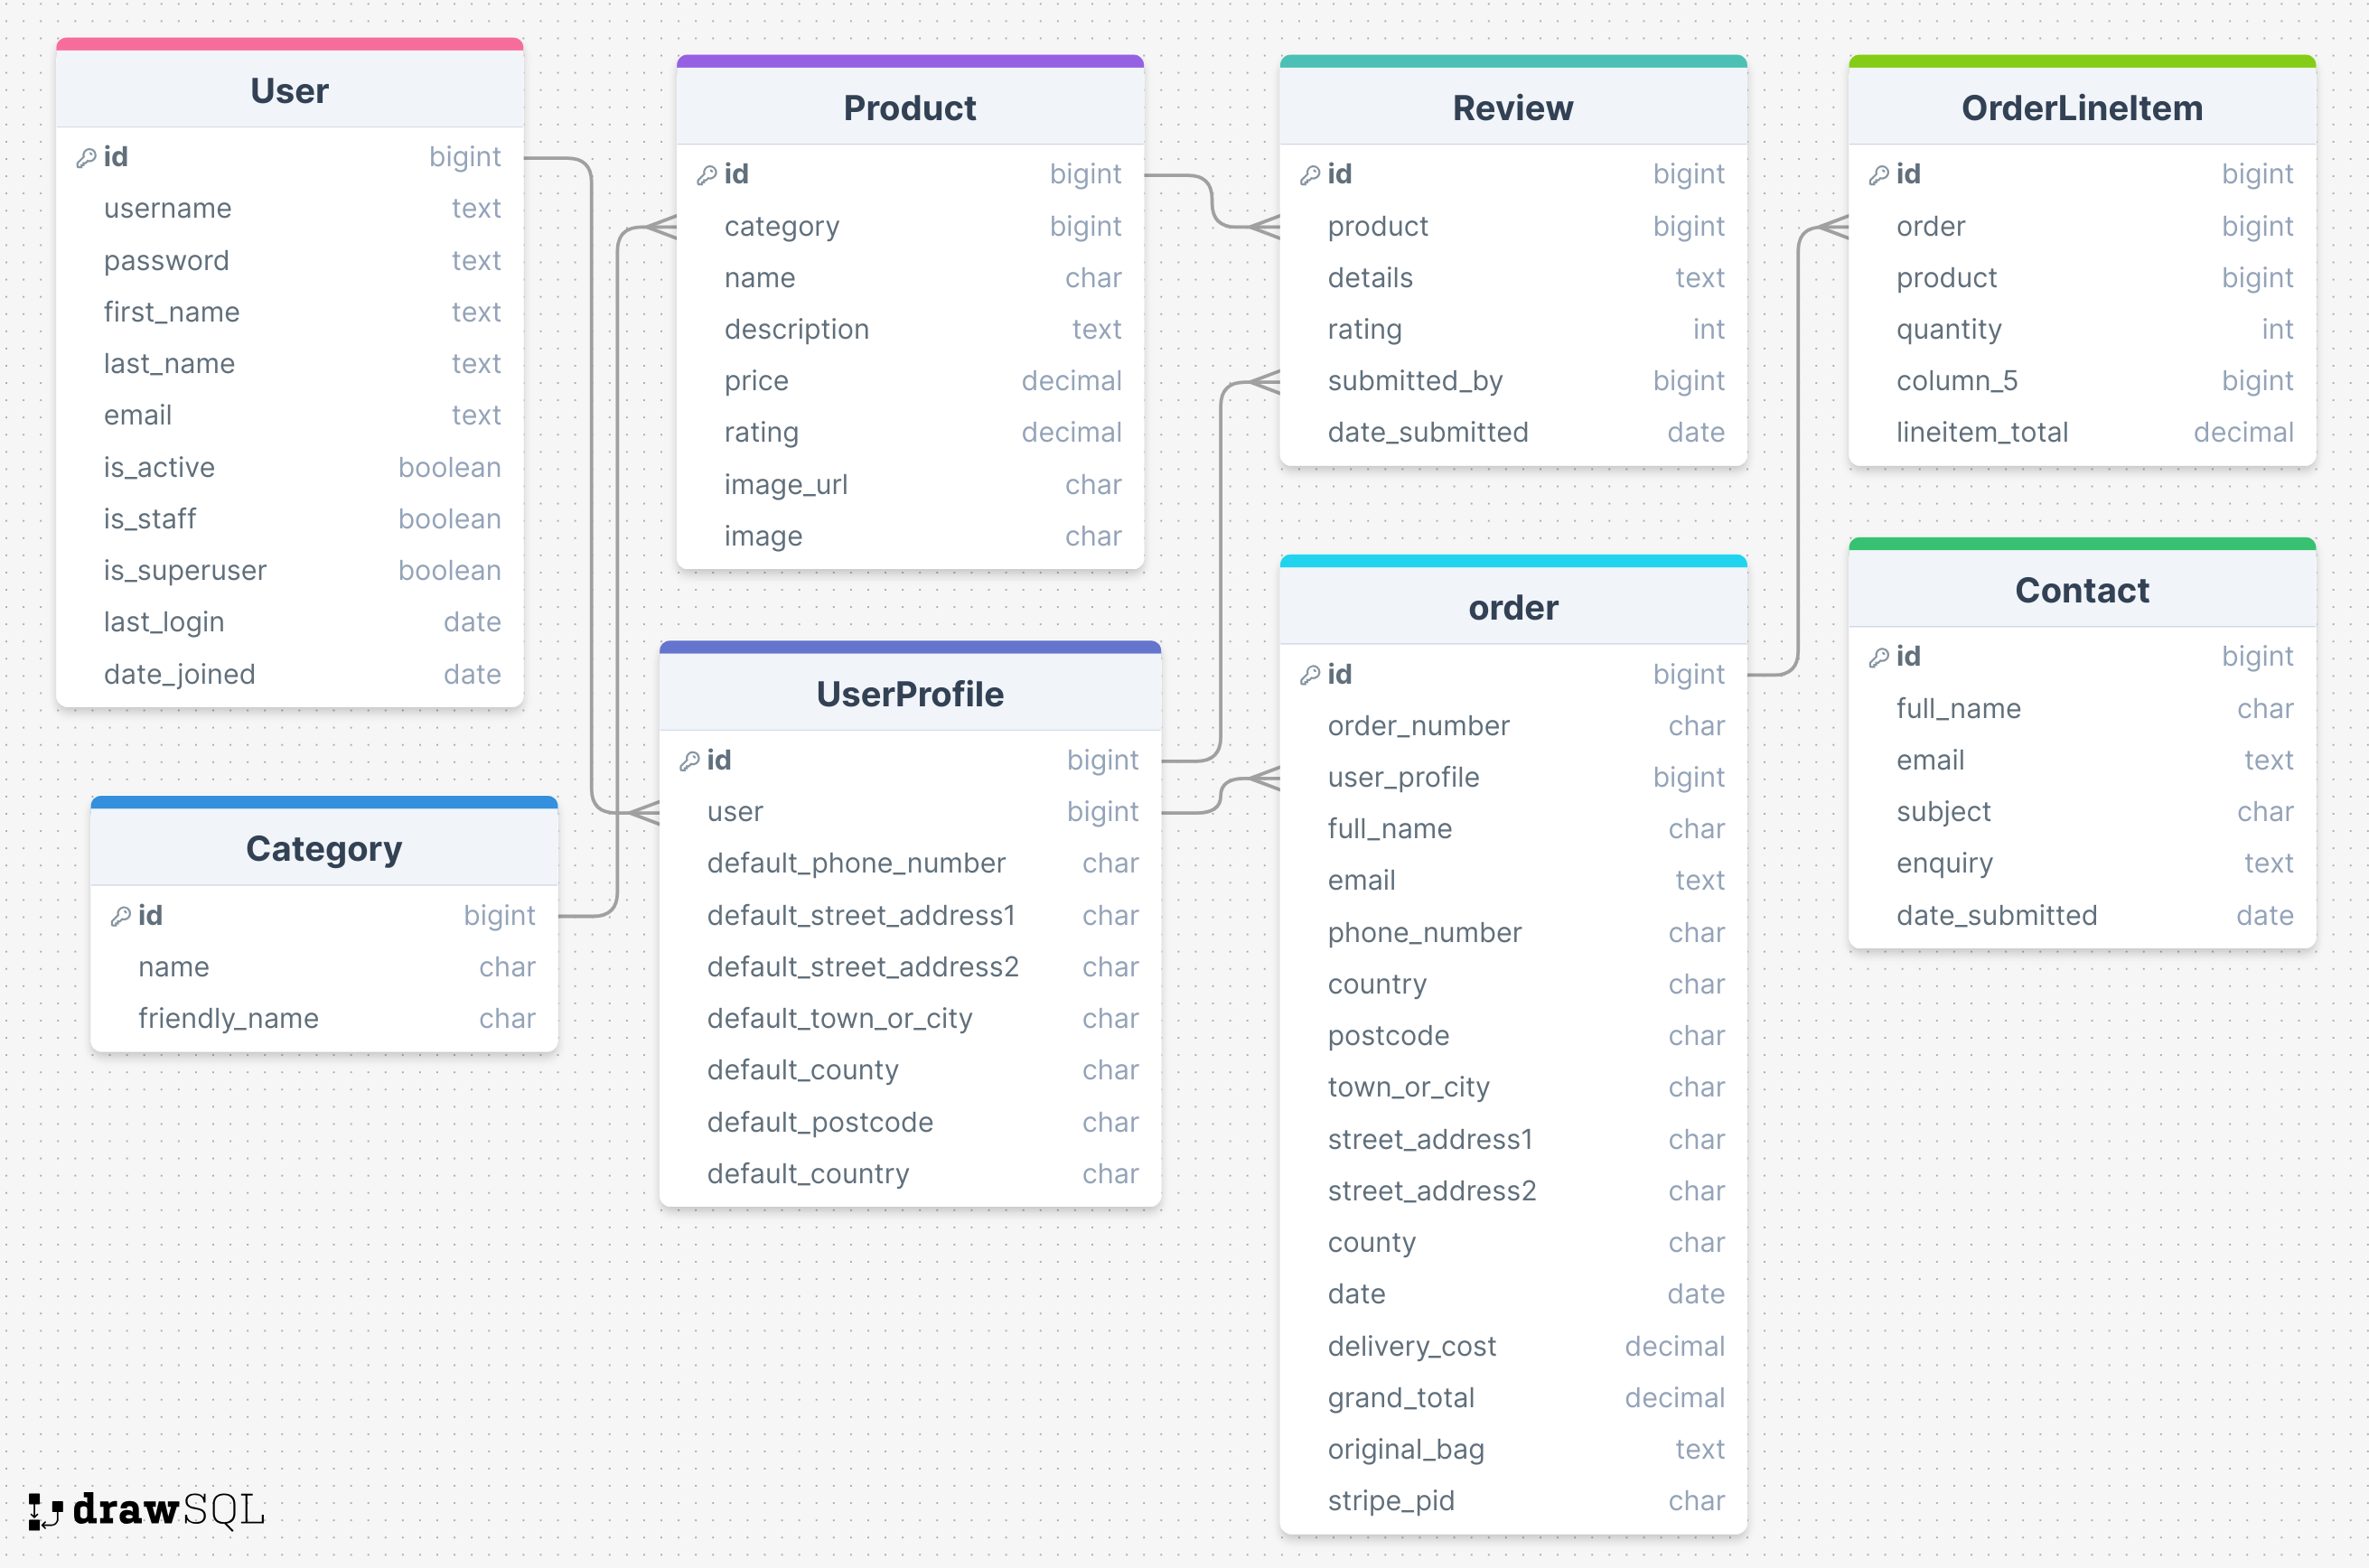 User
id bigint
username text
password text
first_name text
last_name text
email text
is_active boolean
is_staff boolean
is_superuser boolean
last_login date
date_joined date
Category
id bigint
name char
friendly_name char
Product
id bigint
category bigint
name char
description text
price decimal
rating decimal
image_url char
image char
UserProfile
id bigint
user bigint
default_phone_number char
default_street_address1 char
default_street_address2 char
default_town_or_city char
default_county char
default_postcode char
default_country char
Review
id bigint
product bigint
details text
rating int
submitted_by bigint
date_submitted date
order
id bigint
order_number char
user_profile bigint
full_name char
email text
phone_number char
country char
postcode char
town_or_city char
street_address1 char
street_address2 char
county char
date date
delivery_cost decimal
grand_total decimal
original_bag text
stripe_pid char
OrderLineItem
id bigint
order bigint
product bigint
quantity int
column_5 bigint
lineitem_total decimal
Contact
id bigint
full_name char
email text
subject char
enquiry text
date_submitted date
drawSQL